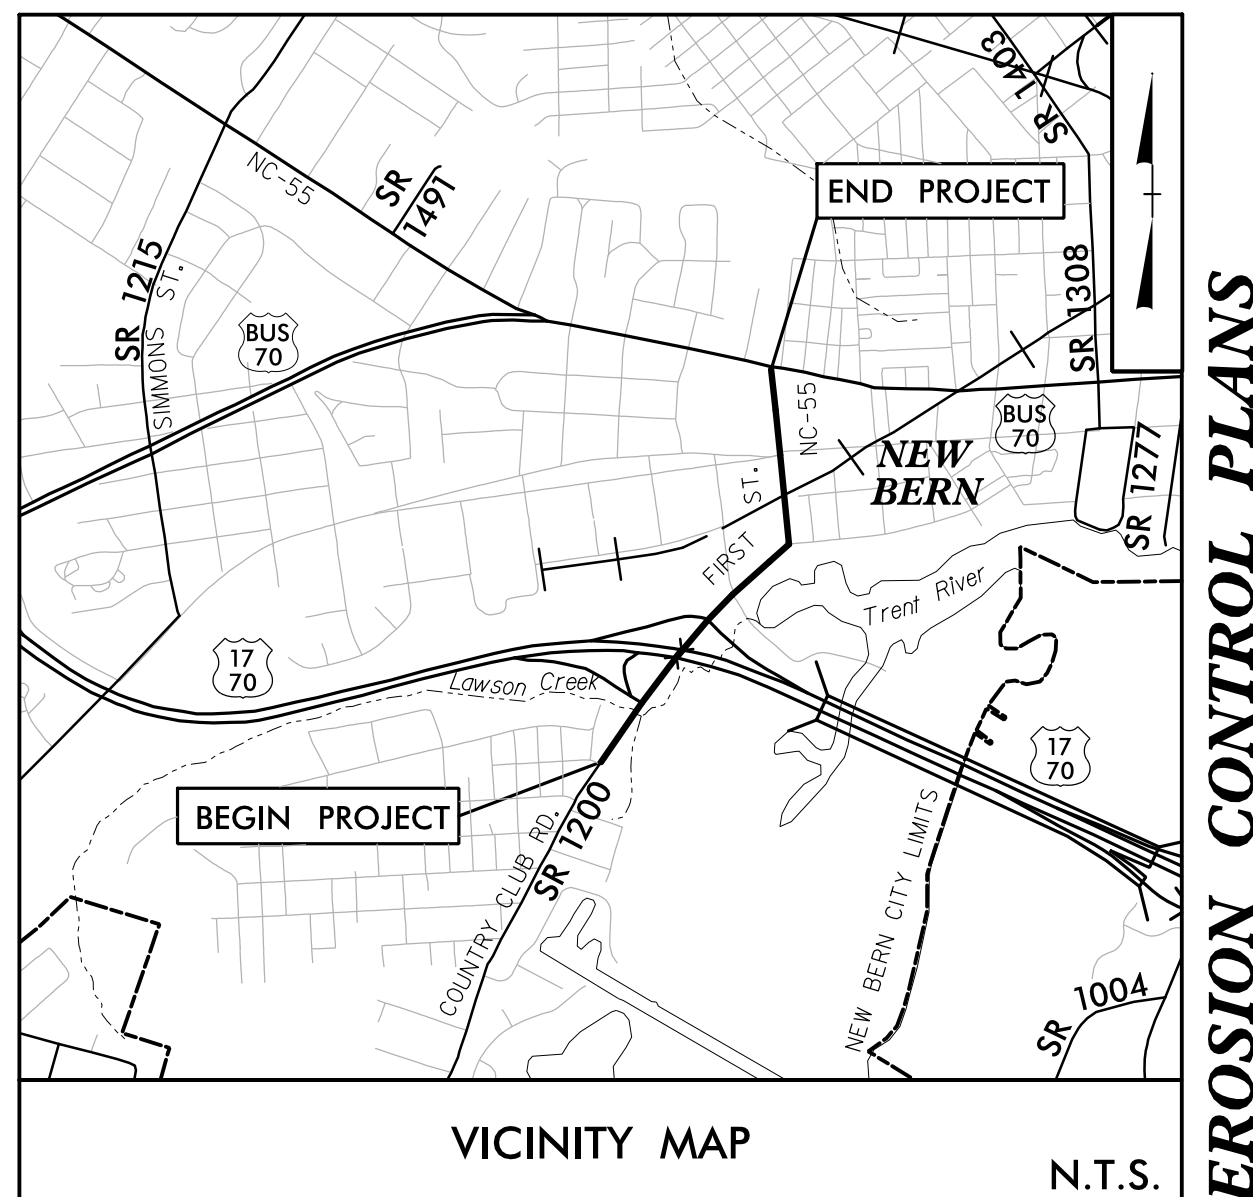 SR 1403
NC-55
SR
1491
END PROJECT
SR 1215
SIMMONS ST.
BUS
70
SR 1308
NC-55
BUS
70
NEW
BERN
SR 1277
FIRST ST.
Trent River
17
70
Lawson Creek
17
70
BEGIN PROJECT
COUNTRY CLUB RD.
SR 1200
NEW BERN CITY LIMITS
SR 1004
VICINITY MAP
N.T.S.
EROSION CONTROL PLANS